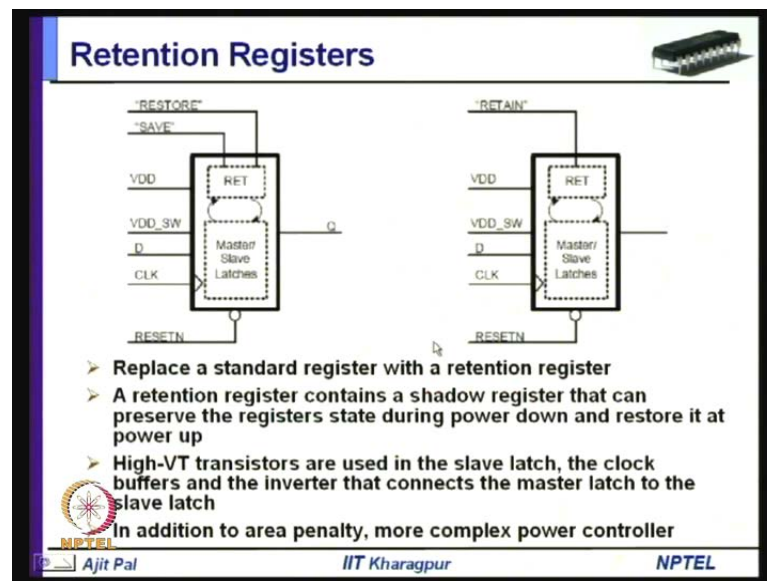 Retention Registers
"RESTORE"
"SAVE"
VDD
RET
VDD_SW
Q
D
Master/
Slave
Latches
CLK
RESETN
"RETAIN"
VDD
RET
VDD_SW
D
Master/
Slave
Latches
CLK
RESETN
Replace a standard register with a retention register
A retention register contains a shadow register that can
preserve the registers state during power down and restore it at
power up
High-VT transistors are used in the slave latch, the clock
buffers and the inverter that connects the master latch to the
slave latch
In addition to area penalty, more complex power controller
NPTEL
Ajit Pal
IIT Kharagpur
NPTEL